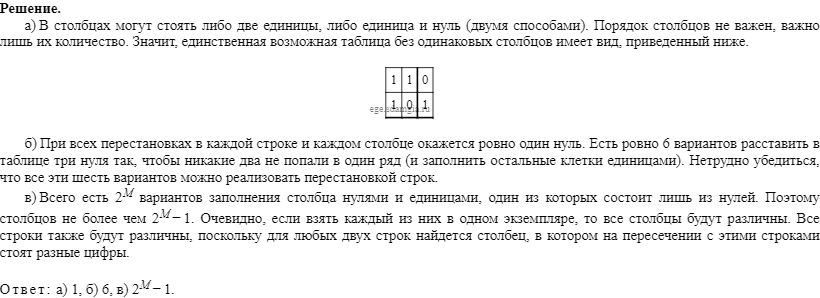 Решение.
а) В столбцах могут стоять либо две единицы, либо единица и нуль (двумя способами). Порядок столбцов не важен, важно
лишь их количество. Значит, единственная возможная таблица без одинаковых столбцов имеет вид, приведенный ниже.
1 1 0
1 0 1
ege.sdamgia.ru
б) При всех перестановках в каждой строке и каждом столбце окажется ровно один нуль. Есть ровно 6 вариантов расставить в
таблице три нуля так, чтобы никакие два не попали в один ряд (и заполнить остальные клетки единицами). Нетрудно убедиться,
что все эти шесть вариантов можно реализовать перестановкой строк.
в) Всего есть 2^M вариантов заполнения столбца нулями и единицами, один из которых состоит лишь из нулей. Поэтому
столбцов не более чем 2^M − 1. Очевидно, если взять каждый из них в одном экземпляре, то все столбцы будут различны. Все
строки также будут различны, поскольку для любых двух строк найдется столбец, в котором на пересечении с этими строками
стоят разные цифры.
Ответ: а) 1, б) 6, в) 2^M − 1.